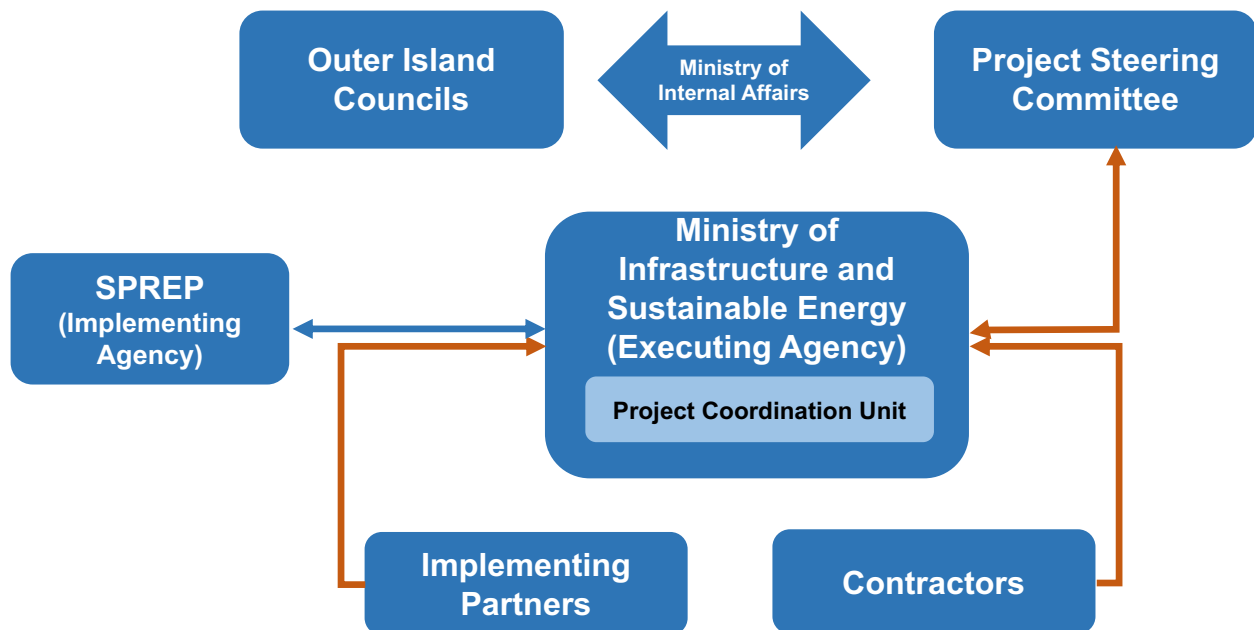 Outer Island
Councils
Ministry of
Internal Affairs
Project Steering
Committee
SPREP
(Implementing
Agency)
Ministry of
Infrastructure and
Sustainable Energy
(Executing Agency)
Project Coordination Unit
Implementing
Partners
Contractors